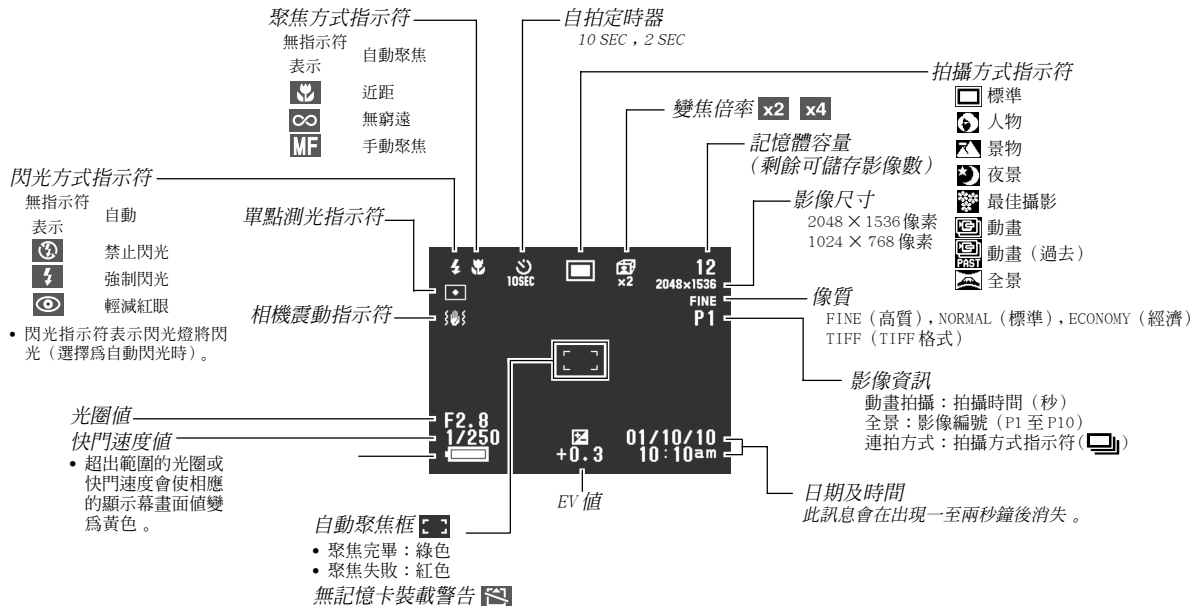 聚焦方式指示符
無指示符
表示
自動聚焦
近距
無窮遠
MF 手動聚焦
自拍定時器
10 SEC，2 SEC
拍攝方式指示符
標準
人物
景物
夜景
最佳攝影
動畫
PAST 動畫（過去）
全景
變焦倍率 x2 x4
記憶體容量
（剩餘可儲存影像數）
影像尺寸
2048 × 1536 像素
1024 × 768 像素
閃光方式指示符
無指示符
表示
自動
禁止閃光
強制閃光
輕減紅眼
• 閃光指示符表示閃光燈將閃
光（選擇爲自動閃光時）。
單點測光指示符
相機震動指示符
10SEC
x2
12
2048×1536
FINE
P1
F2.8
1/250
+0.3
01/10/10
10:10am
像質
FINE（高質），NORMAL（標準），ECONOMY（經濟）
TIFF（TIFF 格式）
影像資訊
動畫拍攝：拍攝時間（秒）
全景：影像編號（P1 至 P10）
連拍方式：拍攝方式指示符（）
光圈値
快門速度値
• 超出範圍的光圈或
快門速度會使相應
的顯示幕畫面値變
爲黃色。
EV 値
日期及時間
此訊息會在出現一至兩秒鐘後消失。
自動聚焦框
• 聚焦完畢：綠色
• 聚焦失敗：紅色
無記憶卡裝載警告